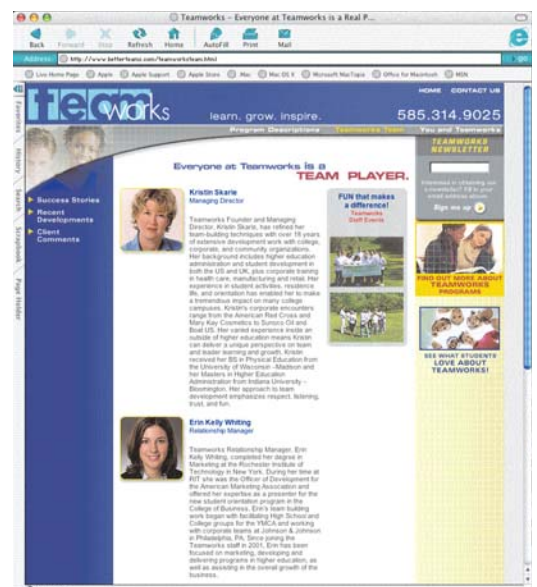 Teamworks – Everyone at Teamworks is a Real P...
Back Forward Stop Refresh Home AutoFill Print Mail
Address: http://www.betterteams.com/teamworksteam.html go
Live Home Page Apple Apple Support Apple Store .Mac Mac OS X Microsoft MacTopia Office for Macintosh MSN
Favorites
History
Search
Scrapbook
Page Holder
HOME CONTACT US
teamworks
learn. grow. inspire.
585.314.9025
Program Descriptions Teamworks Team You and Teamworks
Success Stories
Recent
Developments
Client
Comments
Everyone at Teamworks is a
TEAM PLAYER.
Kristin Skarie
Managing Director
Teamworks Founder and Managing
Director, Kristin Skarie, has refined her
team-building techniques with over 18 years
of extensive development work with college,
corporate, and community organizations.
Her background includes higher education
administration and student development in
both the US and UK, plus corporate training
in health care, manufacturing and retail. Her
experience in student activities, residence
life, and orientation has enabled her to make
a tremendous impact on many college
campuses. Kristin's corporate encounters
range from the American Red Cross and
Mary Kay Cosmetics to Sunoco Oil and
Boat US. Her varied experience inside an
outside of higher education means Kristin
can deliver a unique perspective on team
and leader learning and growth. Kristin
received her BS in Physical Education from
the University of Wisconsin -Madison and
her Masters in Higher Education
Administration from Indiana University -
Bloomington. Her approach to team
development emphasizes respect, listening,
trust, and fun.
Erin Kelly Whiting
Relationship Manager
Teamworks Relationship Manager, Erin
Kelly Whiting, completed her degree in
Marketing at the Rochester Institute of
Technology in New York. During her time at
RIT she was the Officer of Development for
the American Marketing Association and
offered her expertise as a presenter for the
new student orientation program in the
College of Business. Erin's team building
work began with facilitating High School and
College groups for the YMCA and working
with corporate teams at Johnson & Johnson
in Philadelphia, PA. Since joining the
Teamworks staff in 2001, Erin has been
focused on marketing, developing and
delivering programs in higher education, as
well as assisting in the overall growth of the
business.
FUN that makes
a difference!
Teamworks
Staff Events
TEAMWORKS
NEWSLETTER
Interested in obtaining our
e-newsletter? Fill in your
email address above.
Sign me up
FIND OUT MORE ABOUT
TEAMWORKS
PROGRAMS
SEE WHAT STUDENTS
LOVE ABOUT
TEAMWORKS!